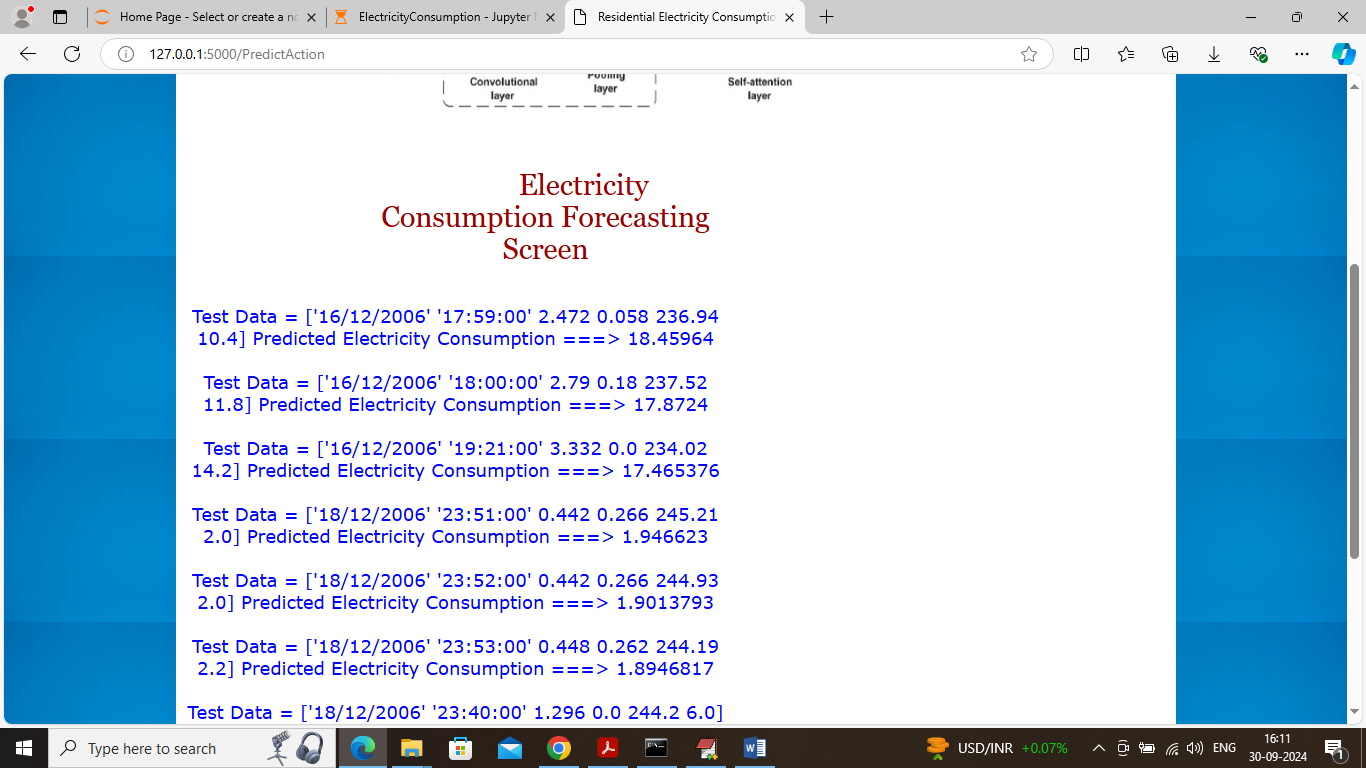 Home Page - Select or create a no
ElectricityConsumption - Jupyter
Residential Electricity Consumptio
127.0.0.1:5000/PredictAction
Convolutional
layer
Pooling
layer
Self-attention
layer
Electricity
Consumption Forecasting
Screen
Test Data = ['16/12/2006' '17:59:00' 2.472 0.058 236.94
10.4] Predicted Electricity Consumption ===> 18.45964
Test Data = ['16/12/2006' '18:00:00' 2.79 0.18 237.52
11.8] Predicted Electricity Consumption ===> 17.8724
Test Data = ['16/12/2006' '19:21:00' 3.332 0.0 234.02
14.2] Predicted Electricity Consumption ===> 17.465376
Test Data = ['18/12/2006' '23:51:00' 0.442 0.266 245.21
2.0] Predicted Electricity Consumption ===> 1.946623
Test Data = ['18/12/2006' '23:52:00' 0.442 0.266 244.93
2.0] Predicted Electricity Consumption ===> 1.9013793
Test Data = ['18/12/2006' '23:53:00' 0.448 0.262 244.19
2.2] Predicted Electricity Consumption ===> 1.8946817
Test Data = ['18/12/2006' '23:40:00' 1.296 0.0 244.2 6.0]
Type here to search
USD/INR +0.07%
ENG
16:11
30-09-2024
1